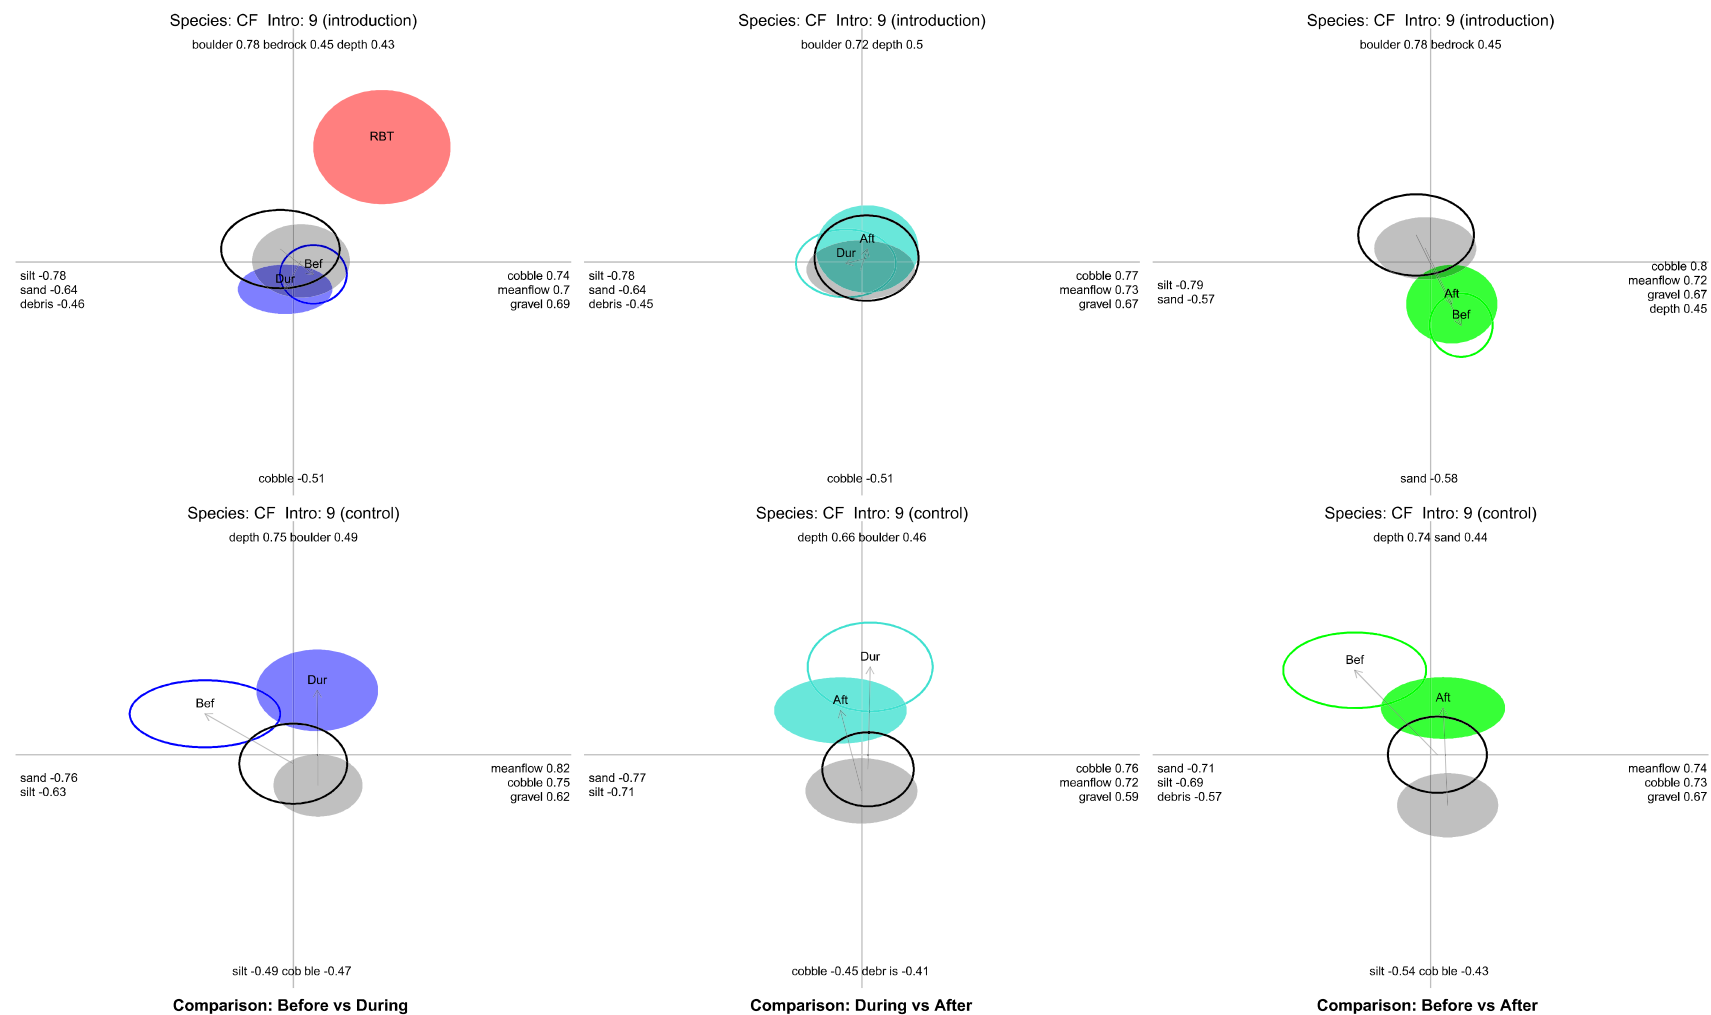 Species: CF  Intro: 9 (introduction)
boulder 0.78 bedrock 0.45 depth 0.43
RBT
Bef
Dur
silt -0.78
sand -0.64
debris -0.46
cobble 0.74
meanflow 0.7
gravel 0.69
cobble -0.51
Species: CF  Intro: 9 (introduction)
boulder 0.72 depth 0.5
Aft
Dur
silt -0.78
sand -0.64
debris -0.45
cobble 0.77
meanflow 0.73
gravel 0.67
cobble -0.51
Species: CF  Intro: 9 (introduction)
boulder 0.78 bedrock 0.45
silt -0.79
sand -0.57
Aft
Bef
cobble 0.8
meanflow 0.72
gravel 0.67
depth 0.45
sand -0.58
Species: CF  Intro: 9 (control)
depth 0.75 boulder 0.49
Dur
Bef
sand -0.76
silt -0.63
meanflow 0.82
cobble 0.75
gravel 0.62
silt -0.49 cob ble -0.47
Comparison: Before vs During
Species: CF  Intro: 9 (control)
depth 0.66 boulder 0.46
Dur
Aft
sand -0.77
silt -0.71
cobble 0.76
meanflow 0.72
gravel 0.59
cobble -0.45 debr is -0.41
Comparison: During vs After
Species: CF  Intro: 9 (control)
depth 0.74 sand 0.44
Bef
Aft
sand -0.71
silt -0.69
debris -0.57
meanflow 0.74
cobble 0.73
gravel 0.67
silt -0.54 cob ble -0.43
Comparison: Before vs After